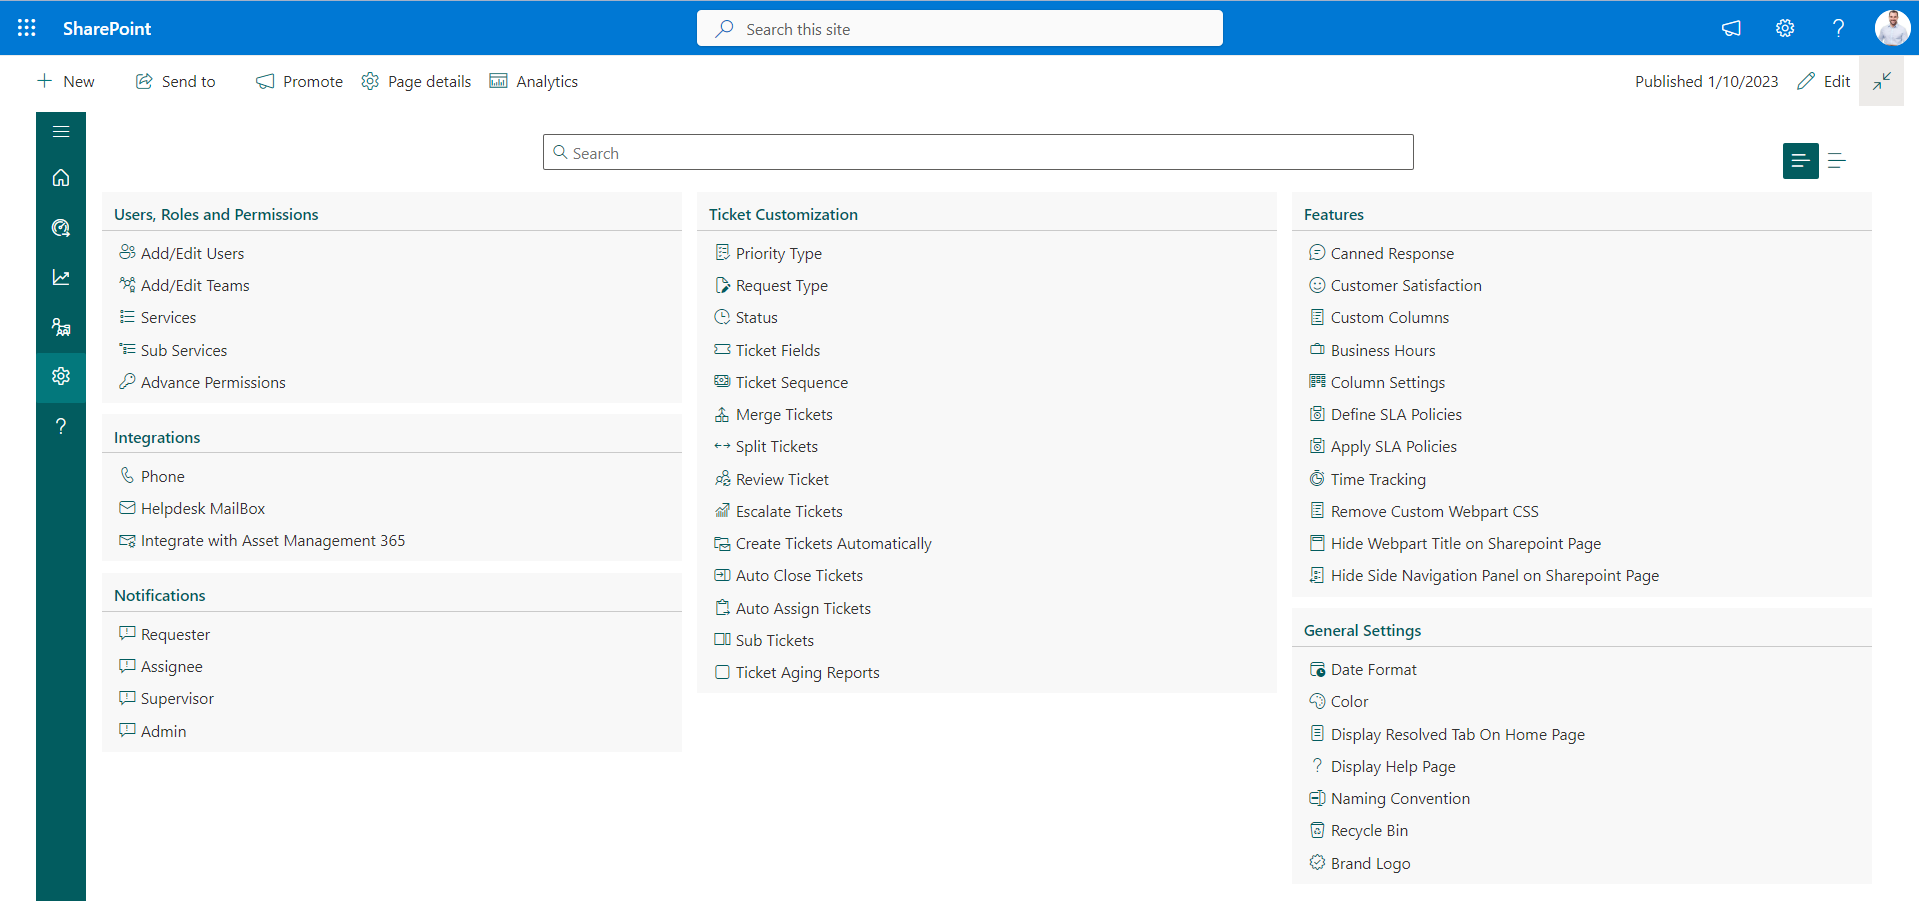 SharePoint
Search this site
New
Send to
Promote
Page details
Analytics
Published 1/10/2023
Edit
Search
Users, Roles and Permissions
Add/Edit Users
Add/Edit Teams
Services
Sub Services
Advance Permissions
Integrations
Phone
Helpdesk MailBox
Integrate with Asset Management 365
Notifications
Requester
Assignee
Supervisor
Admin
Ticket Customization
Priority Type
Request Type
Status
Ticket Fields
Ticket Sequence
Merge Tickets
Split Tickets
Review Ticket
Escalate Tickets
Create Tickets Automatically
Auto Close Tickets
Auto Assign Tickets
Sub Tickets
Ticket Aging Reports
Features
Canned Response
Customer Satisfaction
Custom Columns
Business Hours
Column Settings
Define SLA Policies
Apply SLA Policies
Time Tracking
Remove Custom Webpart CSS
Hide Webpart Title on Sharepoint Page
Hide Side Navigation Panel on Sharepoint Page
General Settings
Date Format
Color
Display Resolved Tab On Home Page
Display Help Page
Naming Convention
Recycle Bin
Brand Logo